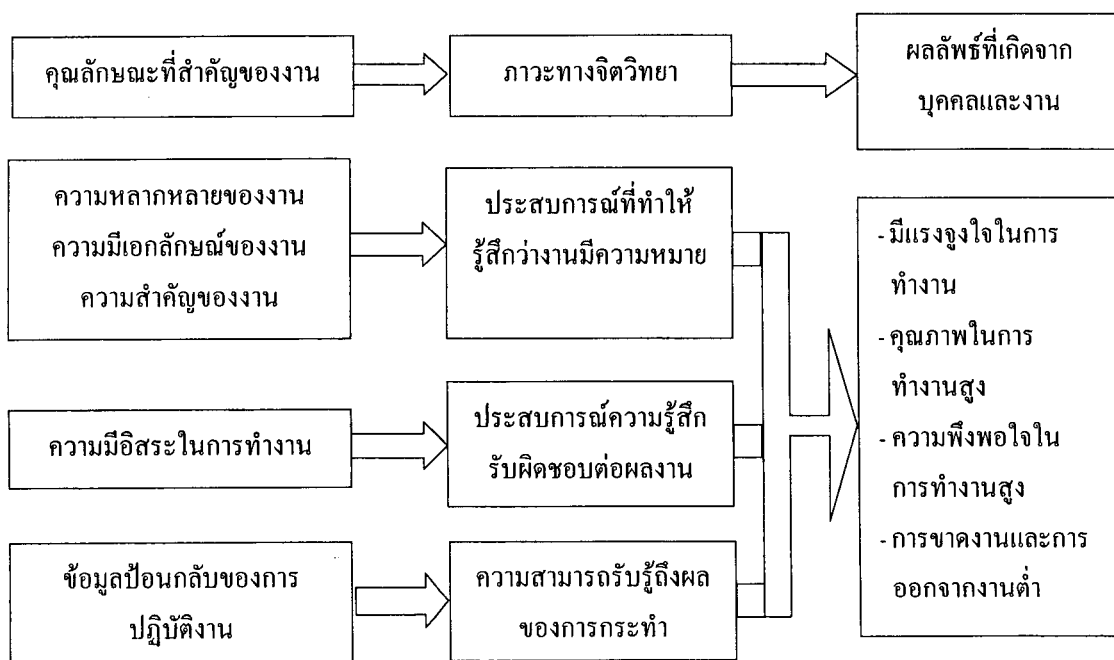 คุณลักษณะที่สำคัญของงาน
ภาวะทางจิตวิทยา
ผลลัพธ์ที่เกิดจาก
บุคคลและงาน
ความหลากหลายของงาน
ความมีเอกลักษณ์ของงาน
ความสำคัญของงาน
ประสบการณ์ที่ทำให้
รู้สึกว่างานมีความหมาย
ความมีอิสระในการทำงาน
ประสบการณ์ความรู้สึก
รับผิดชอบต่อผลงาน
ข้อมูลป้อนกลับของการ
ปฏิบัติงาน
ความสามารถรับรู้ถึงผล
ของการกระทำ
- มีแรงจูงใจในการ
ทำงาน
- คุณภาพในการ
ทำงานสูง
- ความพึงพอใจใน
การทำงานสูง
- การขาดงานและการ
ออกจากงานต่ำ